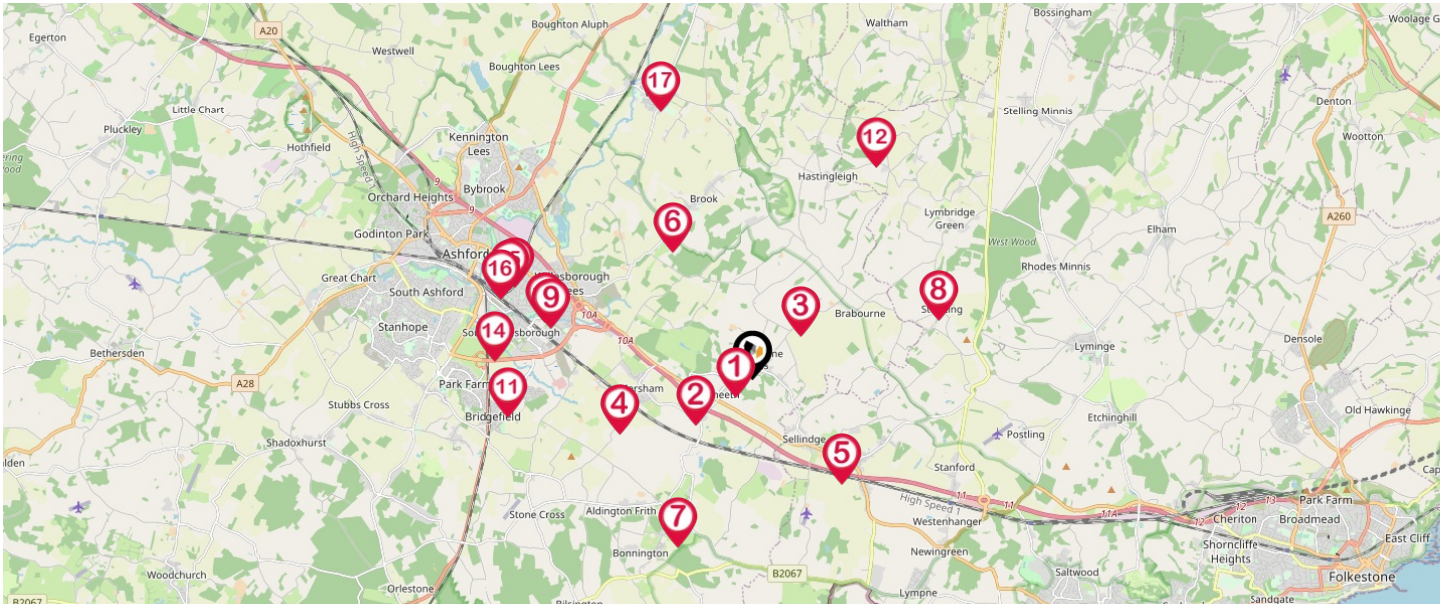 Boughton Aluph
Waltham
Bossingham
Woolage G
Egerton
A20
Westwell
Boughton Lees
17
Little Chart
Stelling Minnis
Denton
Pluckley
Hothfield
High Speed 1
Kennington
Lees
12
Wootton
9
Hastingleigh
Bybrook
Orchard Heights
Brook
9
6
Lymbridge
Green
A260
Godinton Park
Elham
West Wood
Ashford
16
Rhodes Minnis
Great Chart
South Ashford
9
8
3
10A
Brabourne
Stanhope
14
10A
Lyminge
Densole
Bethersden
1
A28
Park Farm
11
2
4
Stubbs Cross
Bridgefield
Etchinghill
Old Hawkinge
Shadoxhurst
Sellindge
Postling
5
Stanford
11
High Speed 1
11
11A
Park Farm
13
Stone Cross
Aldington Frith
7
12
Cheriton
Broadmead
Westenhanger
East Cliff
Bonnington
Newingreen
Shorncliffe
Heights
Woodchurch
B2067
Saltwood
Folkestone
Orlestone
Lympne
B2067
Bilsington
Sandgate